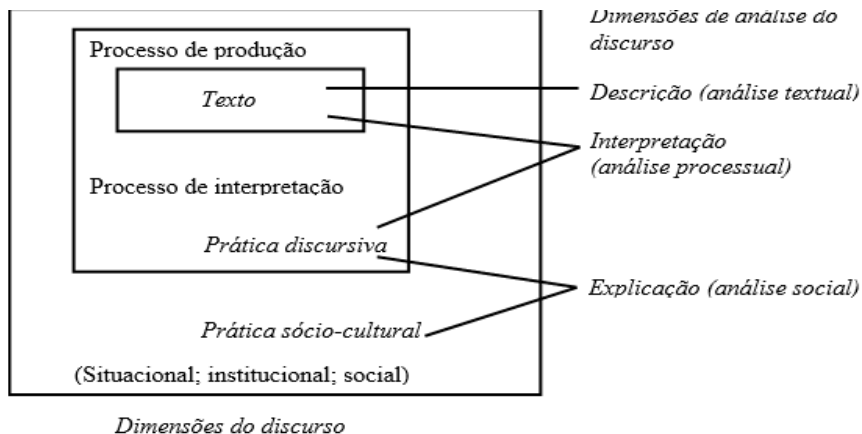 Dimensões de análise do
discurso
Processo de produção
Texto
Descrição (análise textual)
Interpretação
(análise processual)
Processo de interpretação
Prática discursiva
Explicação (análise social)
Prática sócio-cultural
(Situacional; institucional; social)
Dimensões do discurso